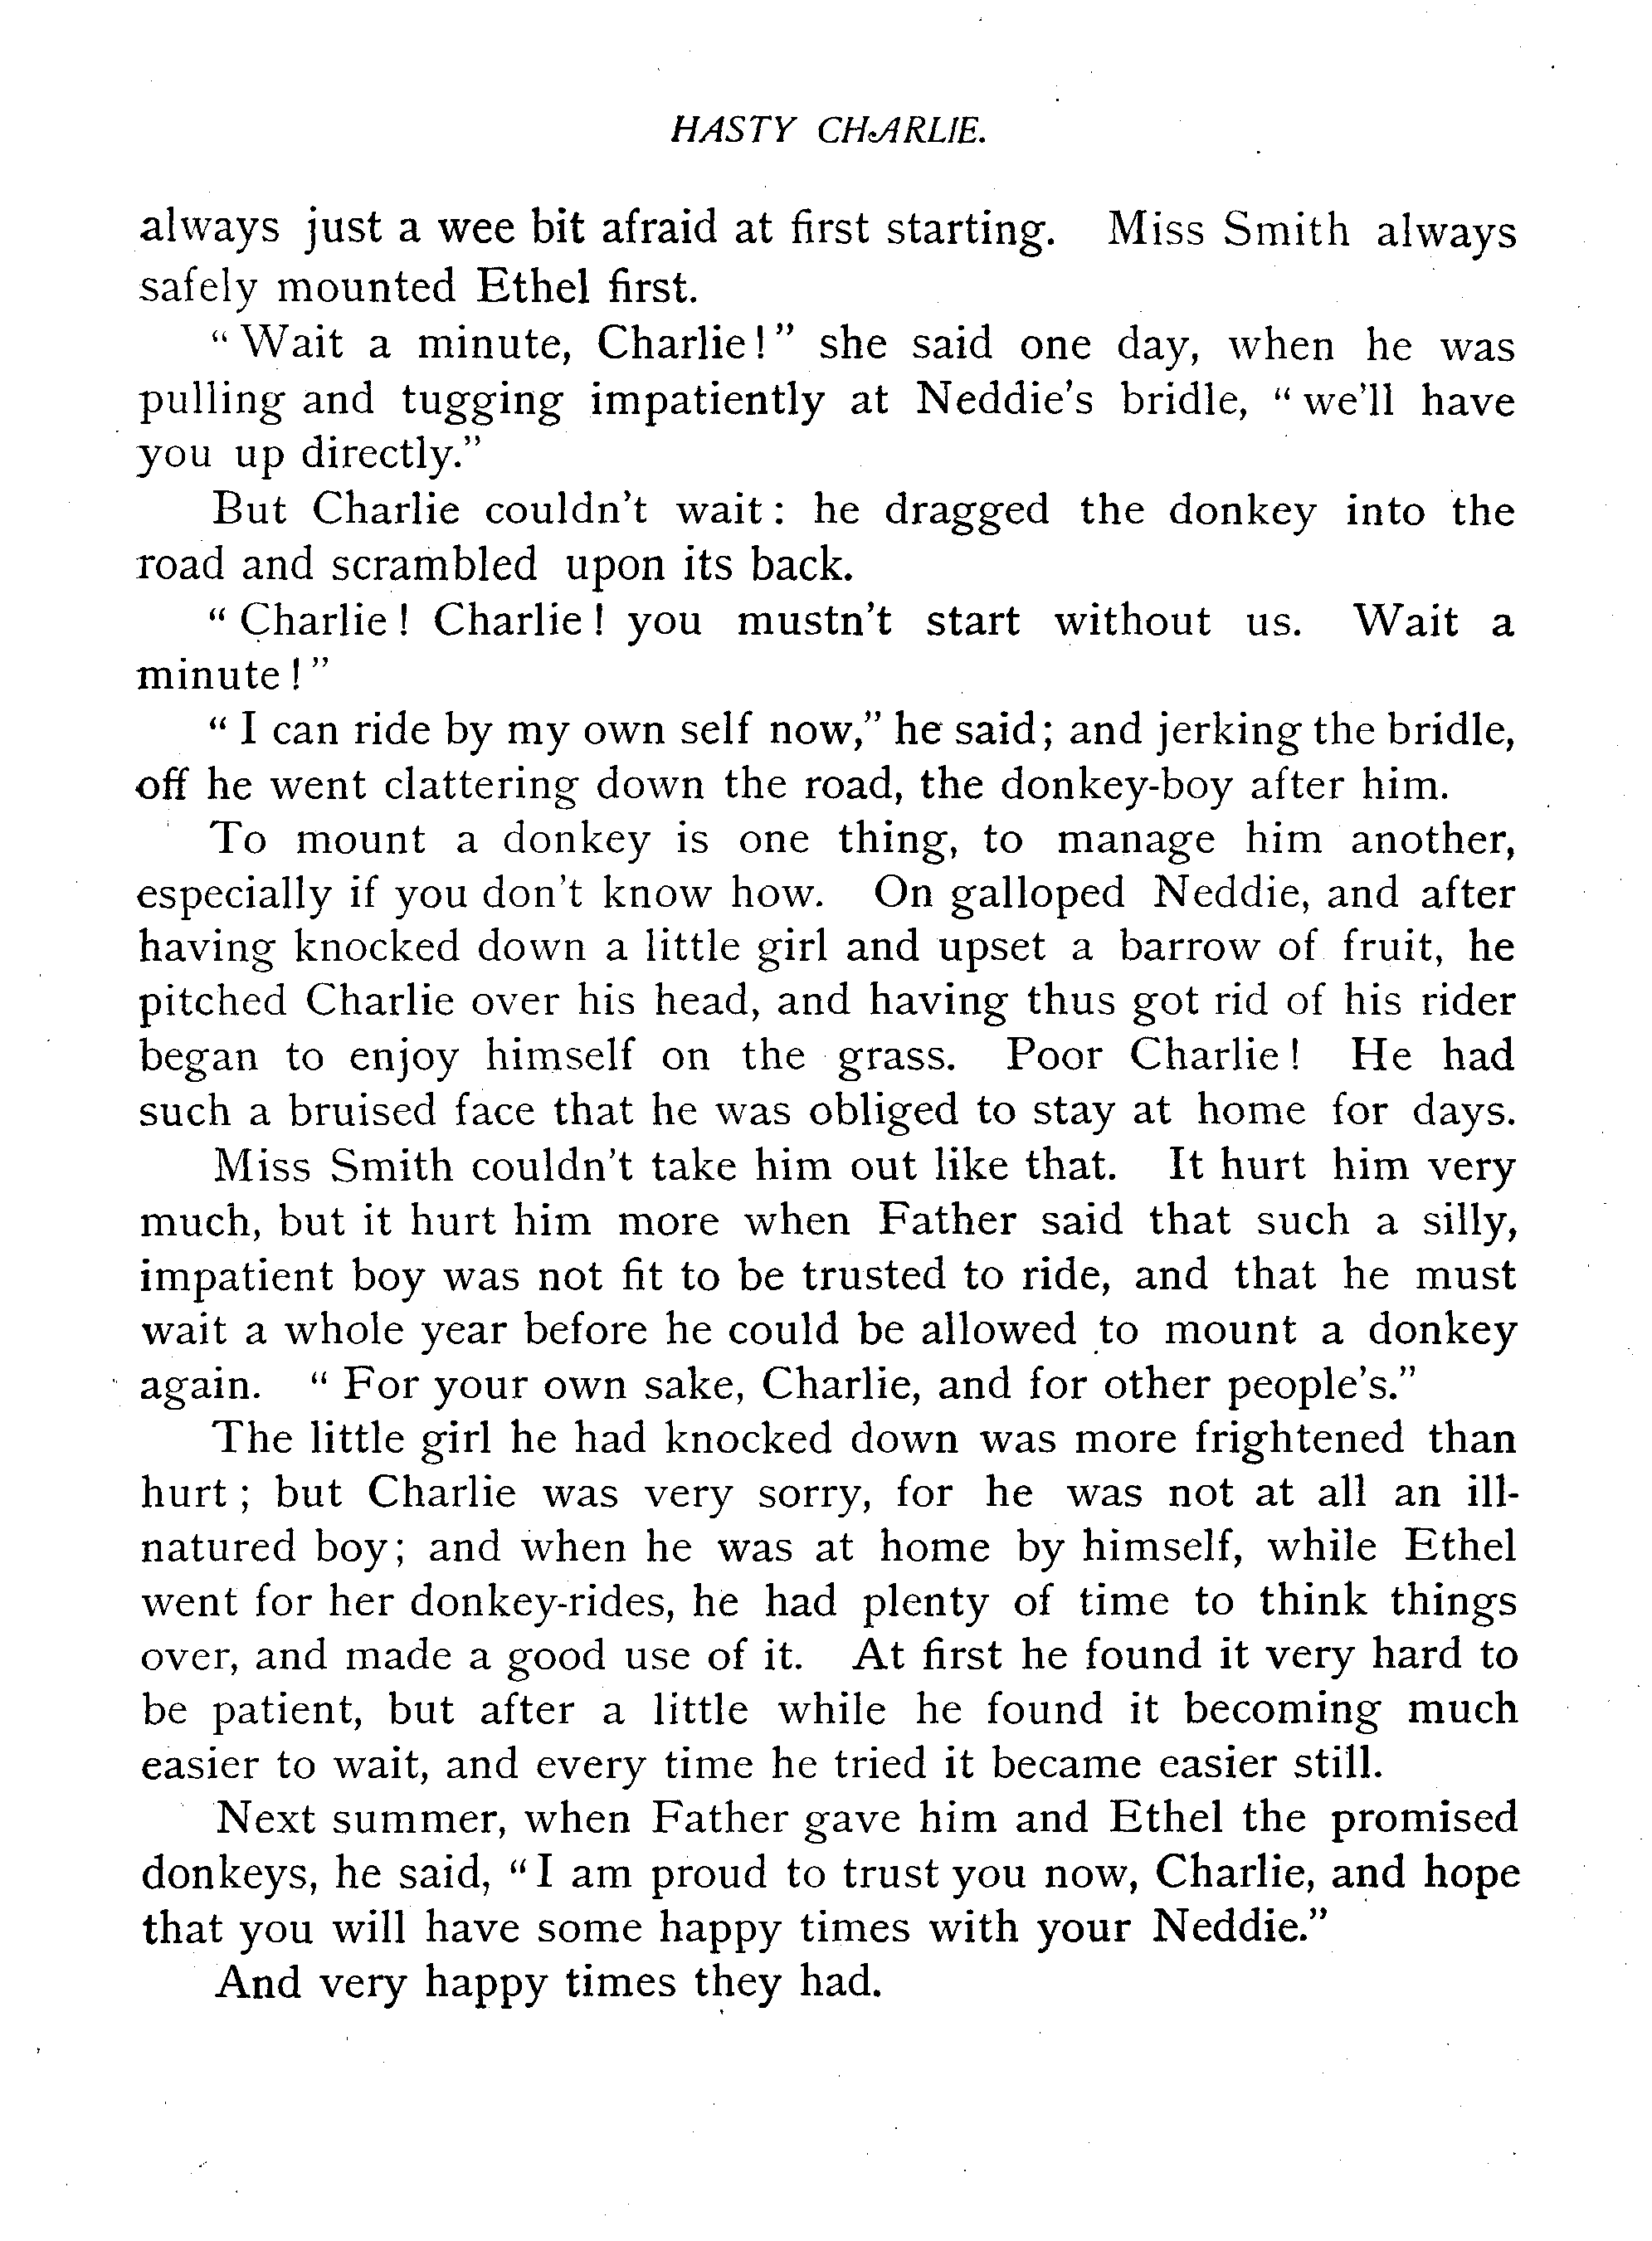 HASTY CHARLIE.
always just a wee bit afraid at first starting. Miss Smith always
safely mounted Ethel first.
“Wait a minute, Charlie!” she said one day, when he was
pulling and tugging impatiently at Neddie's bridle, “we'll have
you up directly.”
But Charlie couldn't wait: he dragged the donkey into the
road and scrambled upon its back.
“Charlie! Charlie! you mustn't start without us. Wait a
minute!”
“I can ride by my own self now,” he said; and jerking the bridle,
off he went clattering down the road, the donkey-boy after him.
To mount a donkey is one thing, to manage him another,
especially if you don't know how. On galloped Neddie, and after
having knocked down a little girl and upset a barrow of fruit, he
pitched Charlie over his head, and having thus got rid of his rider
began to enjoy himself on the grass. Poor Charlie! He had
such a bruised face that he was obliged to stay at home for days.
Miss Smith couldn't take him out like that. It hurt him very
much, but it hurt him more when Father said that such a silly,
impatient boy was not fit to be trusted to ride, and that he must
wait a whole year before he could be allowed to mount a donkey
again. “For your own sake, Charlie, and for other people's.”
The little girl he had knocked down was more frightened than
hurt; but Charlie was very sorry, for he was not at all an ill-
natured boy; and when he was at home by himself, while Ethel
went for her donkey-rides, he had plenty of time to think things
over, and made a good use of it. At first he found it very hard to
be patient, but after a little while he found it becoming much
easier to wait, and every time he tried it became easier still.
Next summer, when Father gave him and Ethel the promised
donkeys, he said, “I am proud to trust you now, Charlie, and hope
that you will have some happy times with your Neddie.”
And very happy times they had.